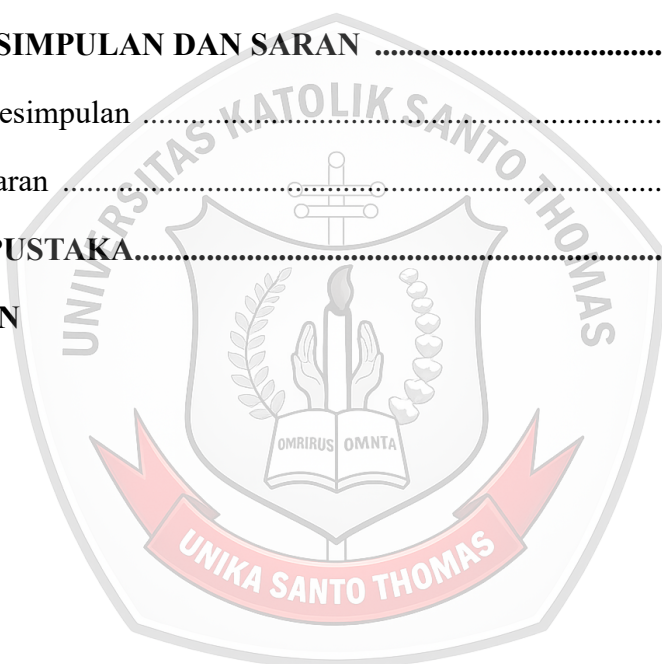 SIMPULAN DAN SARAN ....................................
esimpulan ..................................................................
aran ............................................................................
PUSTAKA...................................................................
N
UNIVERSITAS KATOLIK SANTO THOMAS
OMRIRUS OMNTA
UNIKA SANTO THOMAS